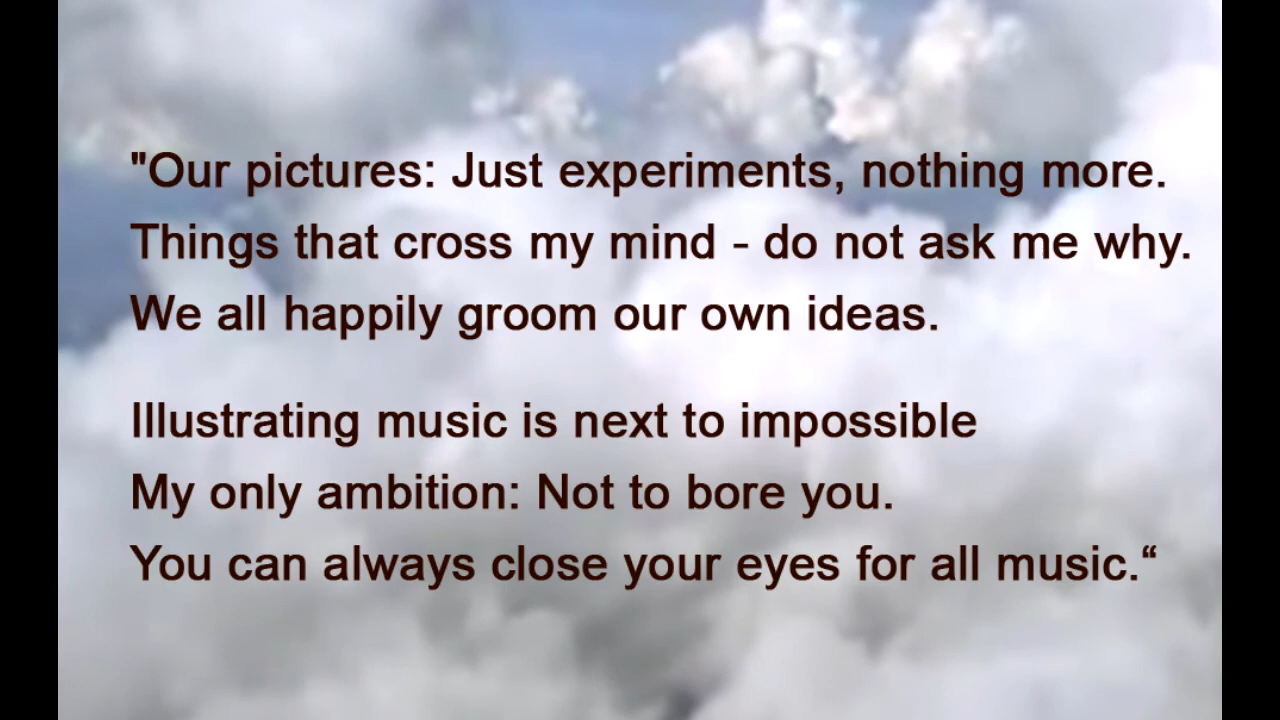 "Our pictures: Just experiments, nothing more.
Things that cross my mind - do not ask me why.
We all happily groom our own ideas.
Illustrating music is next to impossible
My only ambition: Not to bore you.
You can always close your eyes for all music.“